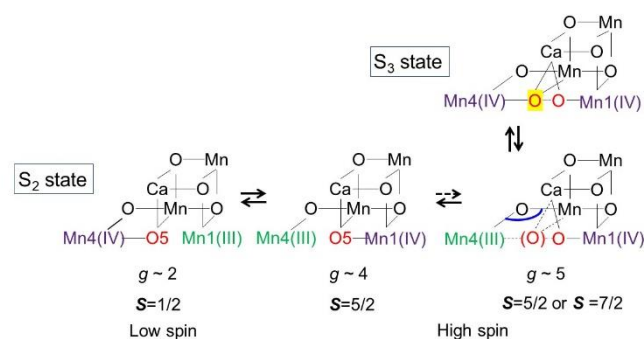 O—Mn
Ca—O
S3 state
O—Mn—O
Mn4(IV)—O O—Mn1(IV)
S2 state
O—Mn
Ca—O
O—Mn—O
Mn4(IV)—O5 Mn1(III)
O—Mn
Ca—O
O—Mn—O
Mn4(III) O5—Mn1(IV)
O—Mn
Ca—O
O Mn—O
Mn4(III)---(O) O—Mn1(IV)
g ~ 2
g ~ 4
g ~ 5
S=1/2
S=5/2
S=5/2 or S =7/2
Low spin
High spin